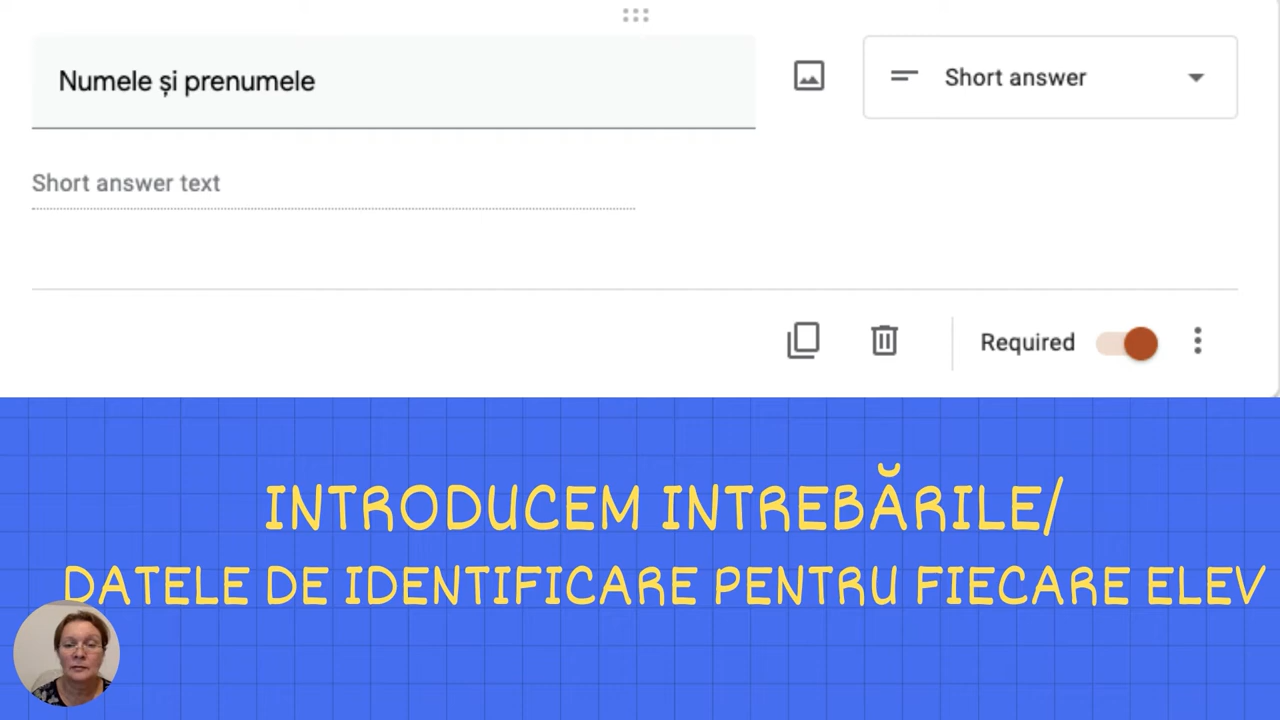 Numele și prenumele
Short answer
Short answer text
Required
INTRODUCEM INTREBĂRILE/
DATELE DE IDENTIFICARE PENTRU FIECARE ELEV